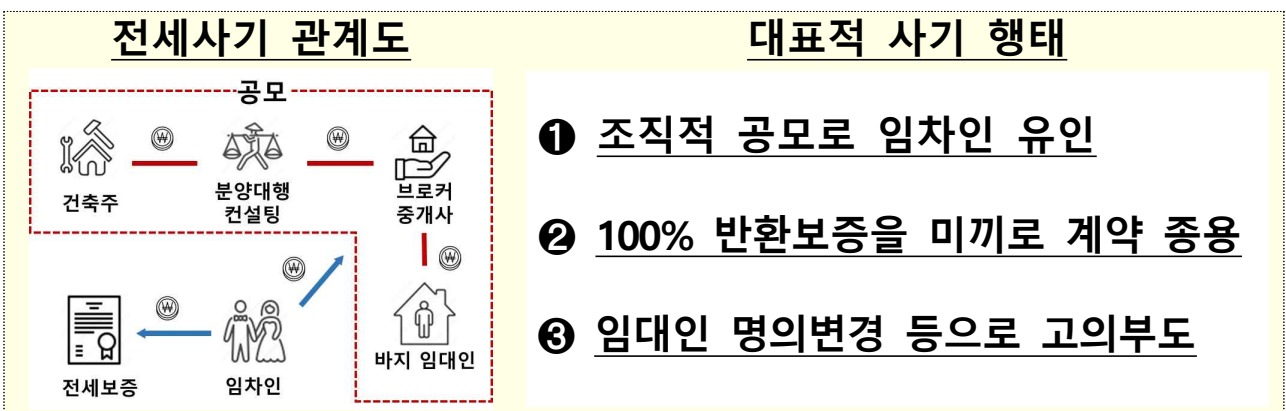 전세사기 관계도
공모
건축주
분양대행
컨설팅
브로커
중개사
바지 임대인
전세보증
임차인
대표적 사기 행태
❶ 조직적 공모로 임차인 유인
❷ 100% 반환보증을 미끼로 계약 종용
❸ 임대인 명의변경 등으로 고의부도